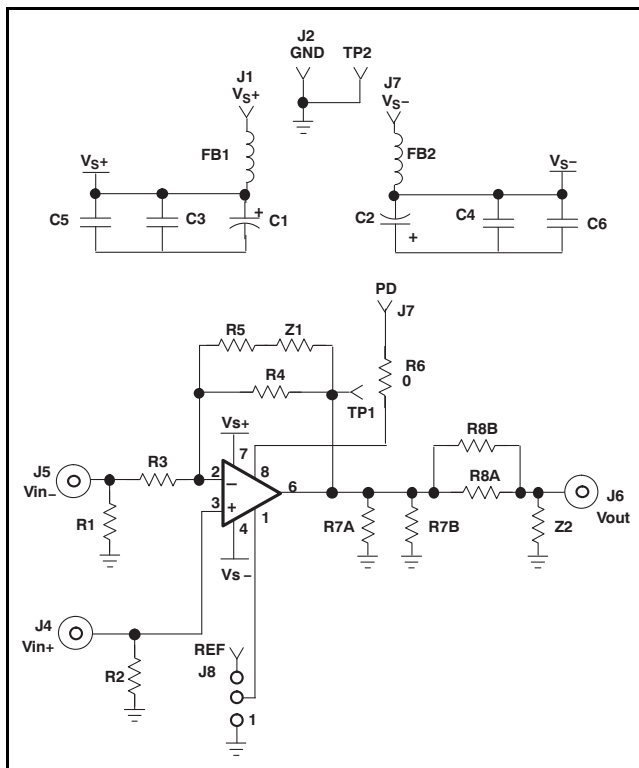 J2
GND
TP2
J1
VS+
J7
VS−
FB1
FB2
VS+
VS−
C5
C3
+
C1
C2
+
C4
C6
PD
J7
R5
Z1
R6
0
R4
TP1
Vs+
7
R8B
J5
Vin−
R3
2
−
8
6
R8A
J6
Vout
R1
3
+
1
4
R7A
R7B
Z2
Vs−
J4
Vin+
R2
REF
J8
1